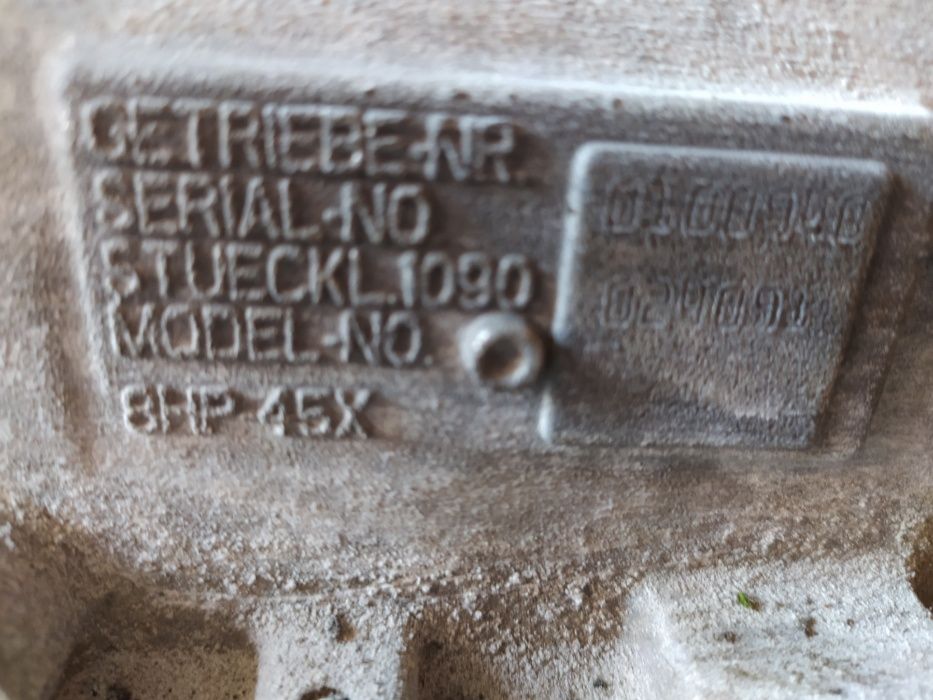 GETRIEBE-NR.
SERIAL-NO
STUECKL.1090
MODEL-NO.
8HP 45X